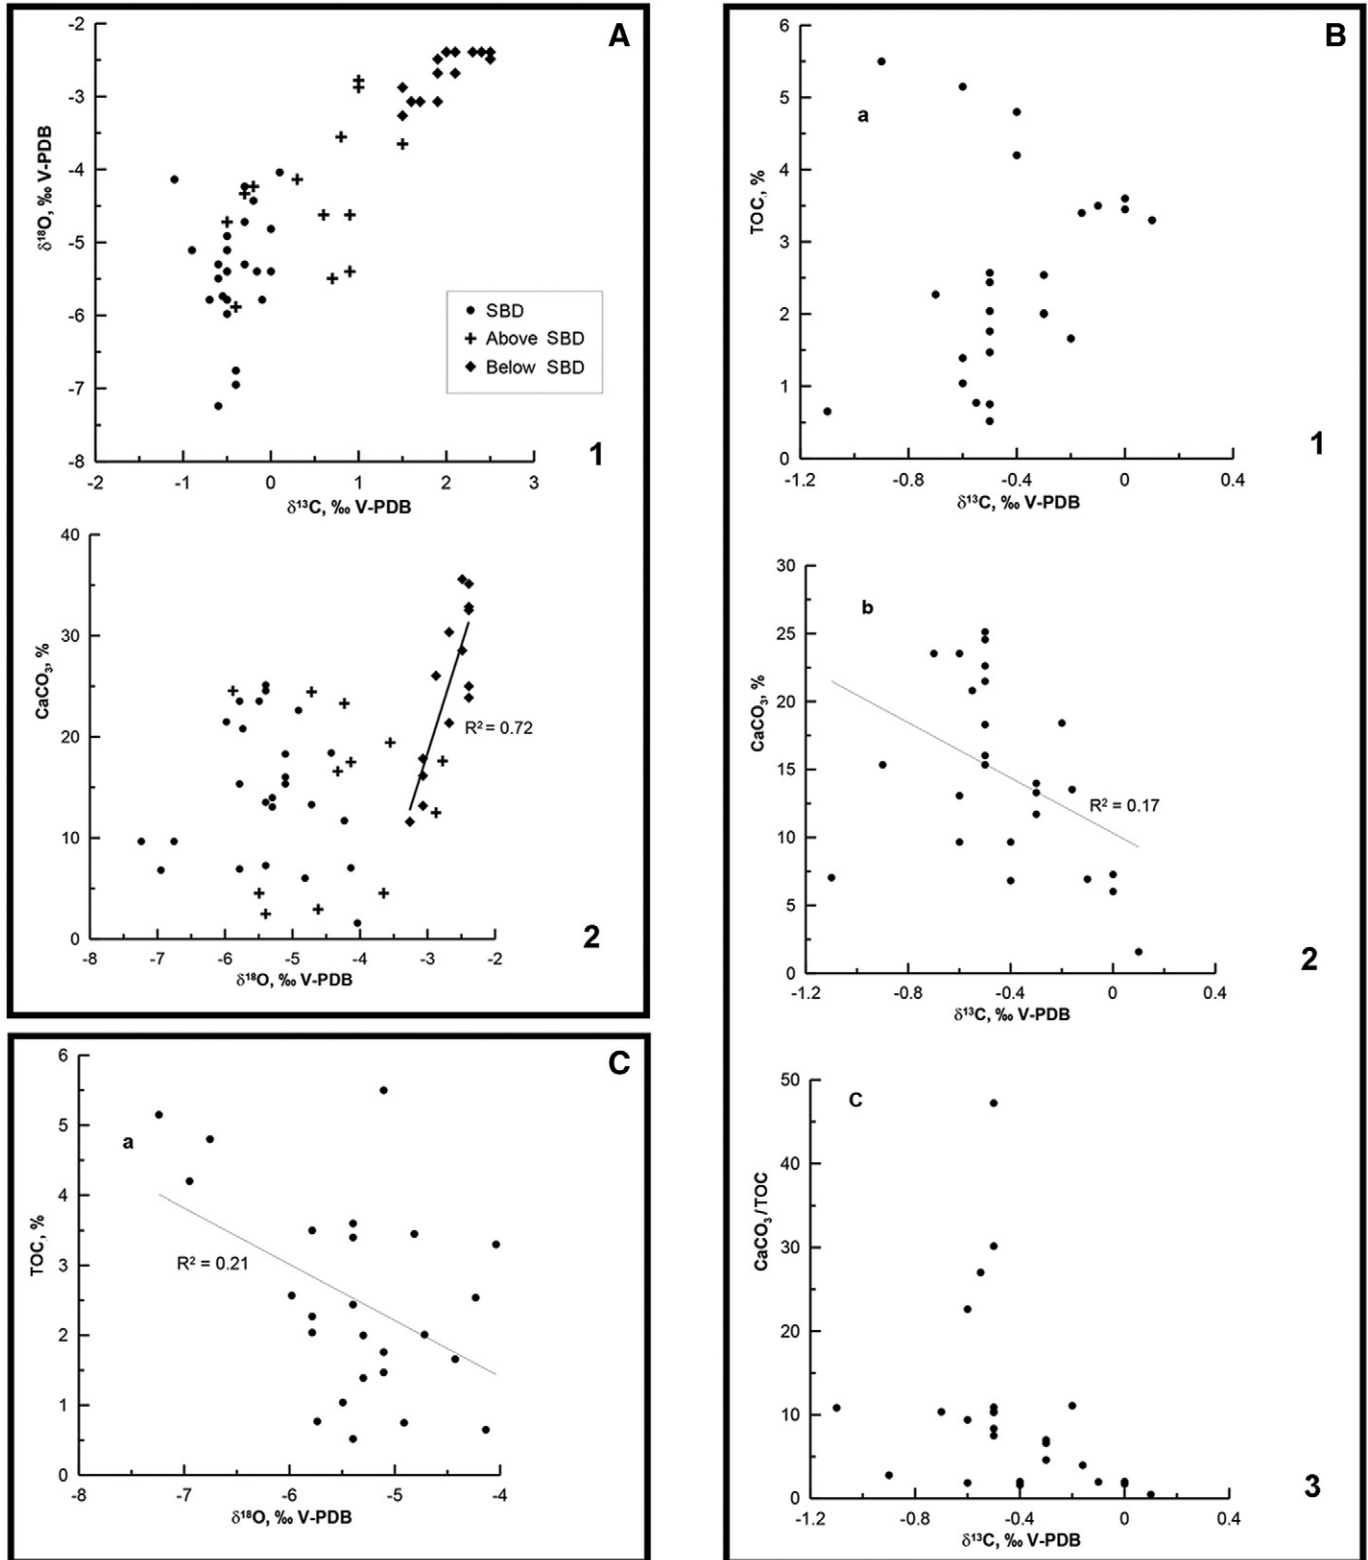 A
-2
-3
-4
-5
-6
-7
-8
δ¹⁸O, ‰ V-PDB
SBD
Above SBD
Below SBD
-2 -1 0 1 2 3
δ¹³C, ‰ V-PDB
1
40
30
20
10
0
CaCO₃, %
R² = 0.72
-8 -7 -6 -5 -4 -3 -2
δ¹⁸O, ‰ V-PDB
2
C
6
5
4
3
2
1
0
TOC, %
a
R² = 0.21
-8 -7 -6 -5 -4
δ¹⁸O, ‰ V-PDB
B
6
5
4
3
2
1
0
TOC, %
a
-1.2 -0.8 -0.4 0 0.4
δ¹³C, ‰ V-PDB
1
30
25
20
15
10
5
0
CaCO₃, %
b
R² = 0.17
-1.2 -0.8 -0.4 0 0.4
δ¹³C, ‰ V-PDB
2
50
40
30
20
10
0
CaCO₃/TOC
C
-1.2 -0.8 -0.4 0 0.4
δ¹³C, ‰ V-PDB
3